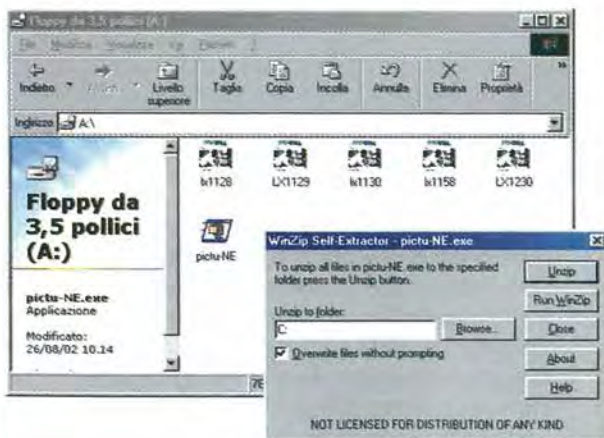 Floppy da 3,5 pollici (A:)
File Modifica Visualizza Vai Preferiti ?
Indietro
Livello superiore
Taglia
Copia
Incolla
Annulla
Elimina
Proprietà
Indirizzo A:\
Floppy da
3,5 pollici
(A:)
pictu-NE.exe
Applicazione
Modificato:
26/08/02 10.14
lx1128
LX1129
lx1130
lx1158
LX1230
pictu-NE
WinZip Self-Extractor - pictu-NE.exe
To unzip all files in pictu-NE.exe to the specified
folder press the Unzip button.
Unzip to folder:
C:
Browse...
Overwrite files without prompting
Unzip
Run WinZip
Close
About
Help
NOT LICENSED FOR DISTRIBUTION OF ANY KIND